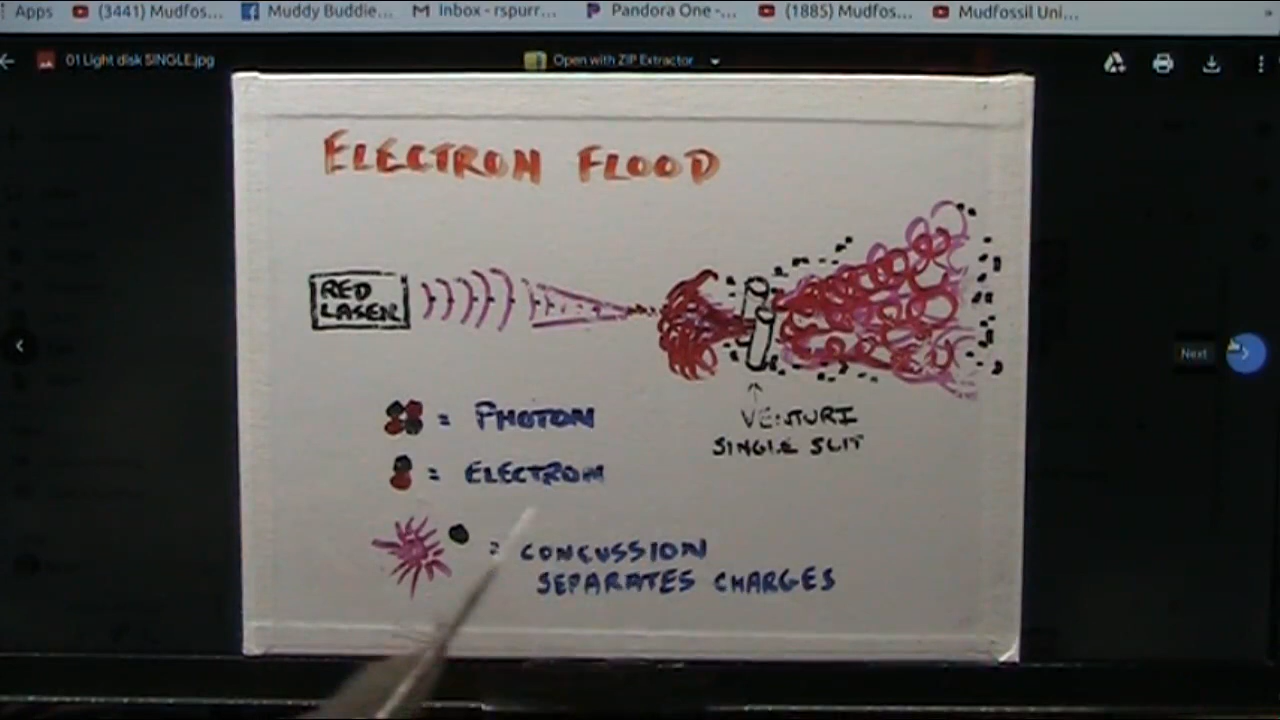 Apps (3441) Mudfos... Muddy Buddie... Inbox - rspurr... Pandora One -... (1885) Mudfos... Mudfossil Uni...
01 Light disk SINGLE.jpg Open with ZIP Extractor
ELECTRON FLOOD
RED
LASER
Next
= PHOTON
VENTURI
SINGLE SLIT
= ELECTRON
= CONCUSSION
SEPARATES CHARGES